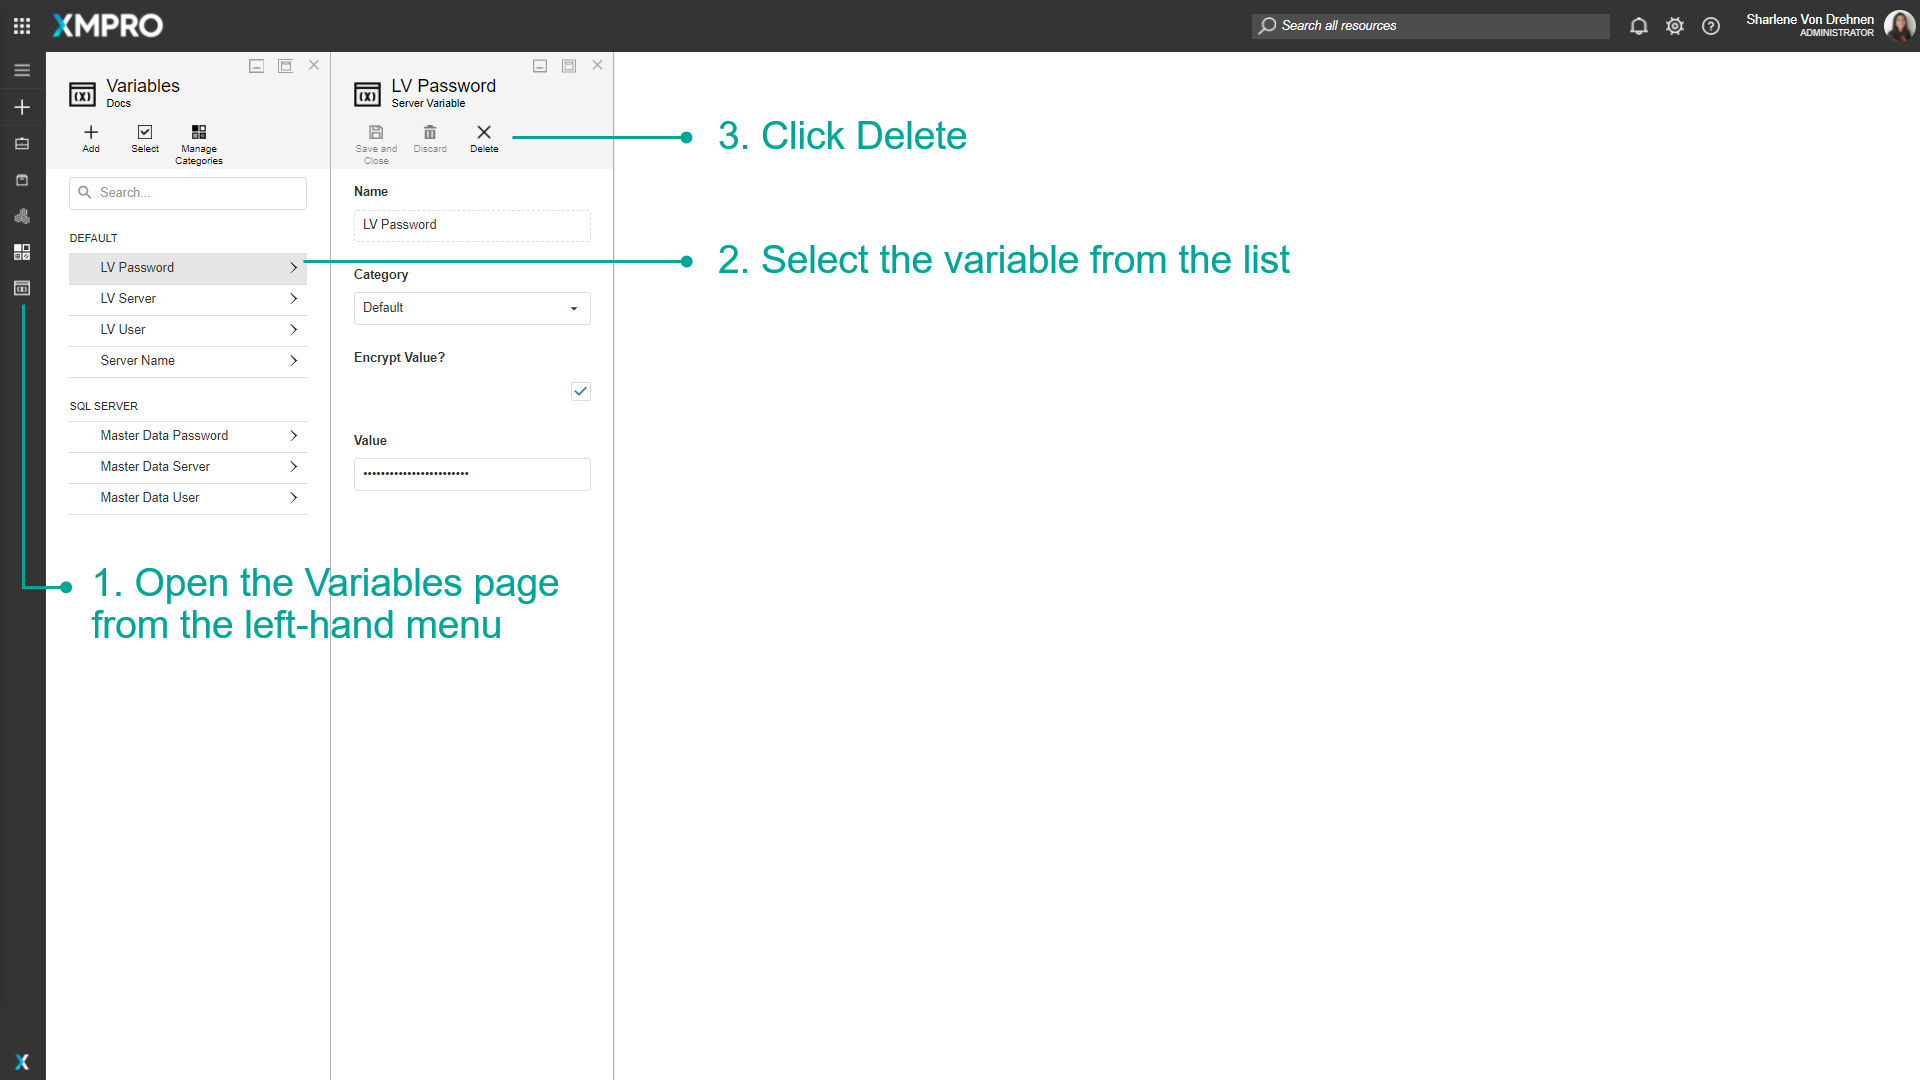 XMPRO
Search all resources
Sharlene Von Drehnen
ADMINISTRATOR
Variables
Docs
Add
Select
Manage
Categories
Search...
DEFAULT
LV Password
LV Server
LV User
Server Name
SQL SERVER
Master Data Password
Master Data Server
Master Data User
LV Password
Server Variable
Save and
Close
Discard
Delete
Name
LV Password
Category
Default
Encrypt Value?
Value
3. Click Delete
2. Select the variable from the list
1. Open the Variables page
from the left-hand menu